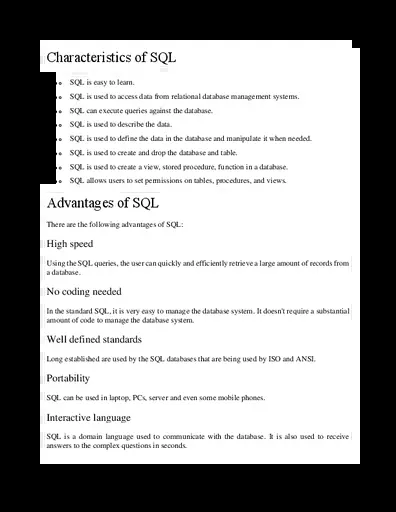 Characteristics of SQL
SQL is easy to learn.
SQL is used to access data from relational database management systems.
SQL can execute queries against the database.
SQL is used to describe the data.
SQL is used to define the data in the database and manipulate it when needed.
SQL is used to create and drop the database and table.
SQL is used to create a view, stored procedure, function in a database.
SQL allows users to set permissions on tables, procedures, and views.
Advantages of SQL
There are the following advantages of SQL:
High speed
Using the SQL queries, the user can quickly and efficiently retrieve a large amount of records from
a database.
No coding needed
In the standard SQL, it is very easy to manage the database system. It doesn't require a substantial
amount of code to manage the database system.
Well defined standards
Long established are used by the SQL databases that are being used by ISO and ANSI.
Portability
SQL can be used in laptop, PCs, server and even some mobile phones.
Interactive language
SQL is a domain language used to communicate with the database. It is also used to receive
answers to the complex questions in seconds.